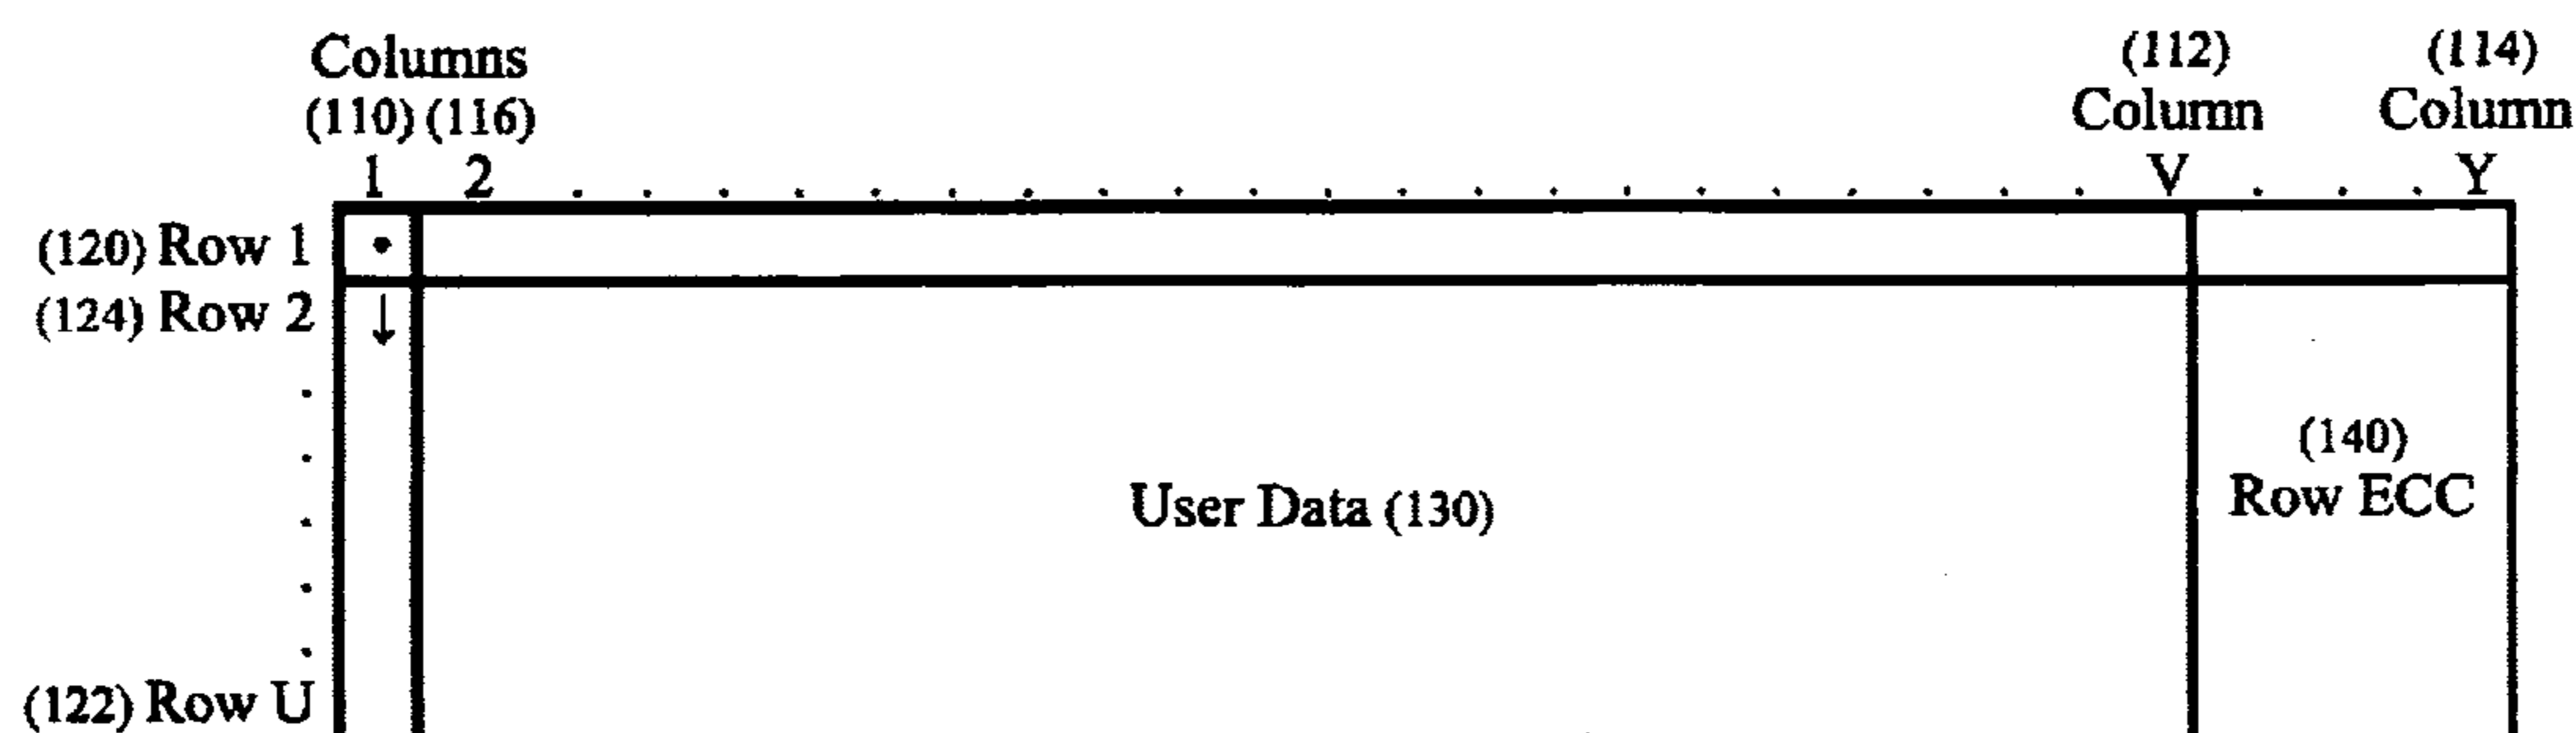 Columns (112) (114)
(110) (116) Column Column
1 2 . . . . . . . . . . . . . . . . . . . . . V . . . Y
(120) Row 1
(124) Row 2
(140)
User Data (130) Row ECC
(122) Row U